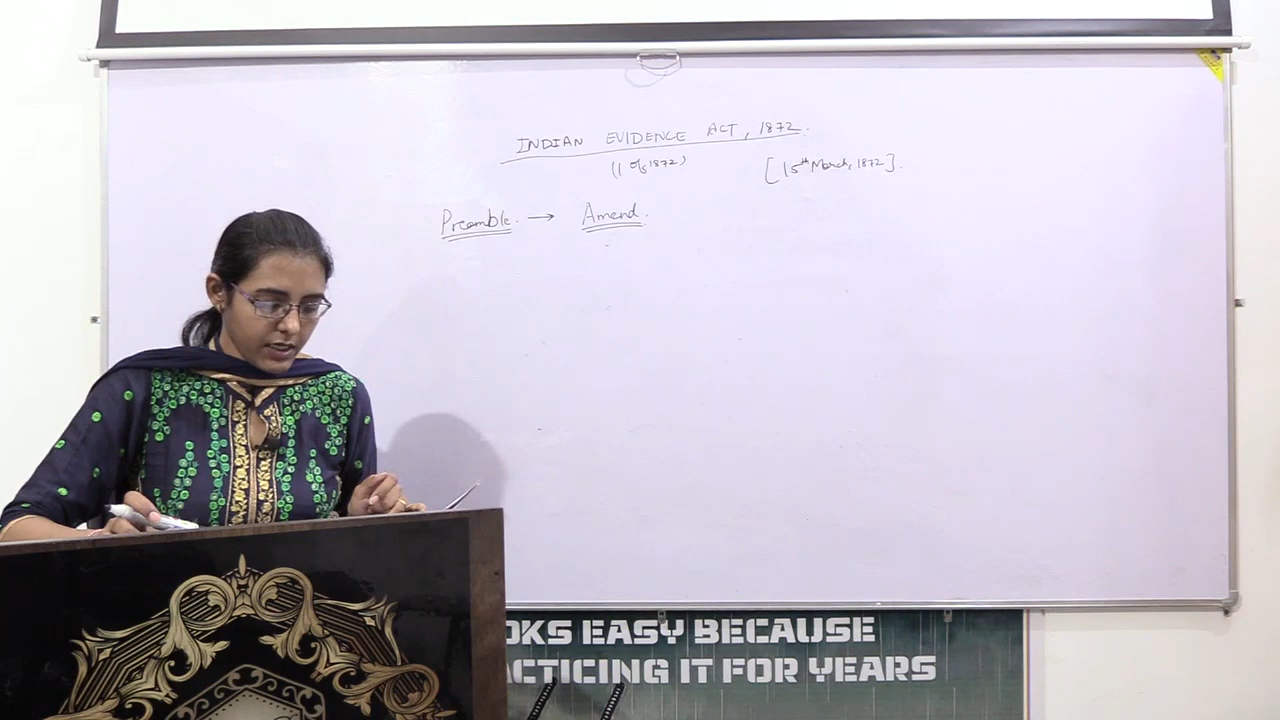 INDIAN EVIDENCE ACT, 1872.
(1 of 1872) [15th March, 1872].
Preamble. → Amend.
OKS EASY BECAUSE
ACTICING IT FOR YEARS